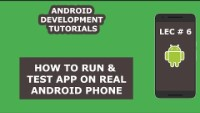 ANDROID
DEVELOPMENT
TUTORIALS
LEC # 6
HOW TO RUN &
TEST APP ON REAL
ANDROID PHONE